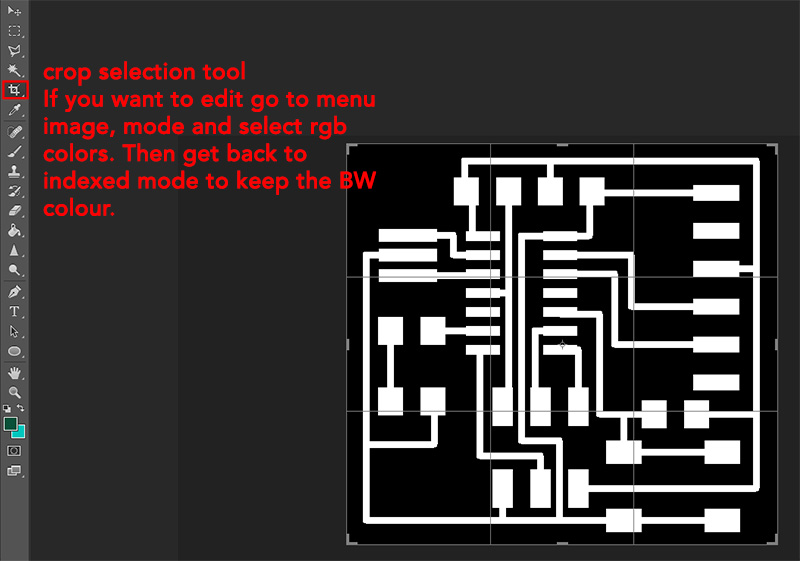 crop selection tool
If you want to edit go to menu
image, mode and select rgb
colors. Then get back to
indexed mode to keep the BW
colour.
T